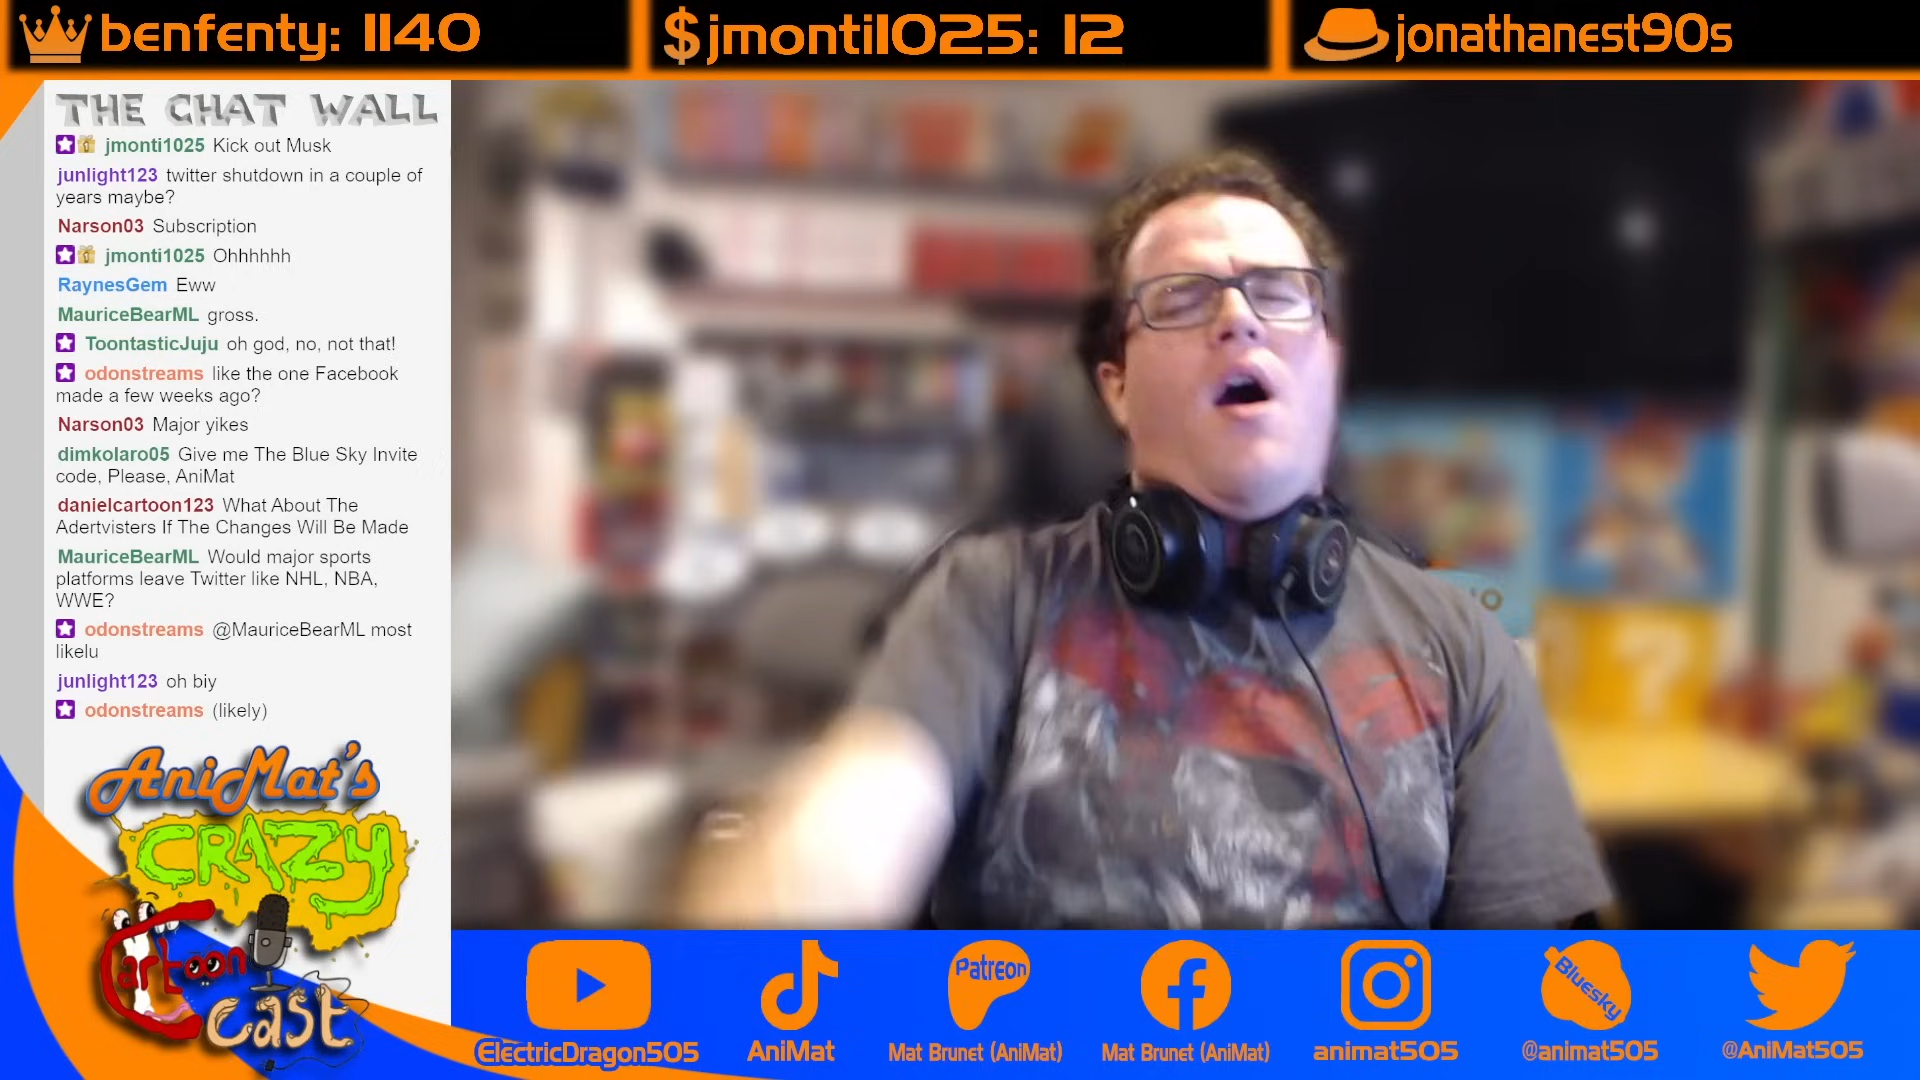 benfenty: 1140
$jmonti1025: 12
jonathanest90s
THE CHAT WALL
jmonti1025 Kick out Musk
junlight123 twitter shutdown in a couple of
years maybe?
Narson03 Subscription
jmonti1025 Ohhhhhh
RaynesGem Eww
MauriceBearML gross.
ToontasticJuju oh god, no, not that!
odonstreams like the one Facebook
made a few weeks ago?
Narson03 Major yikes
dimkolaro05 Give me The Blue Sky Invite
code, Please, AniMat
danielcartoon123 What About The
Adertvisters If The Changes Will Be Made
MauriceBearML Would major sports
platforms leave Twitter like NHL, NBA,
WWE?
odonstreams @MauriceBearML most
likelu
junlight123 oh biy
odonstreams (likely)
AniMat's
CRAZY
Cartoon
cast
?
Patreon
Bluesky
ElectricDragon505
AniMat
Mat Brunet (AniMat)
Mat Brunet (AniMat)
animat505
@animat505
@AniMat505